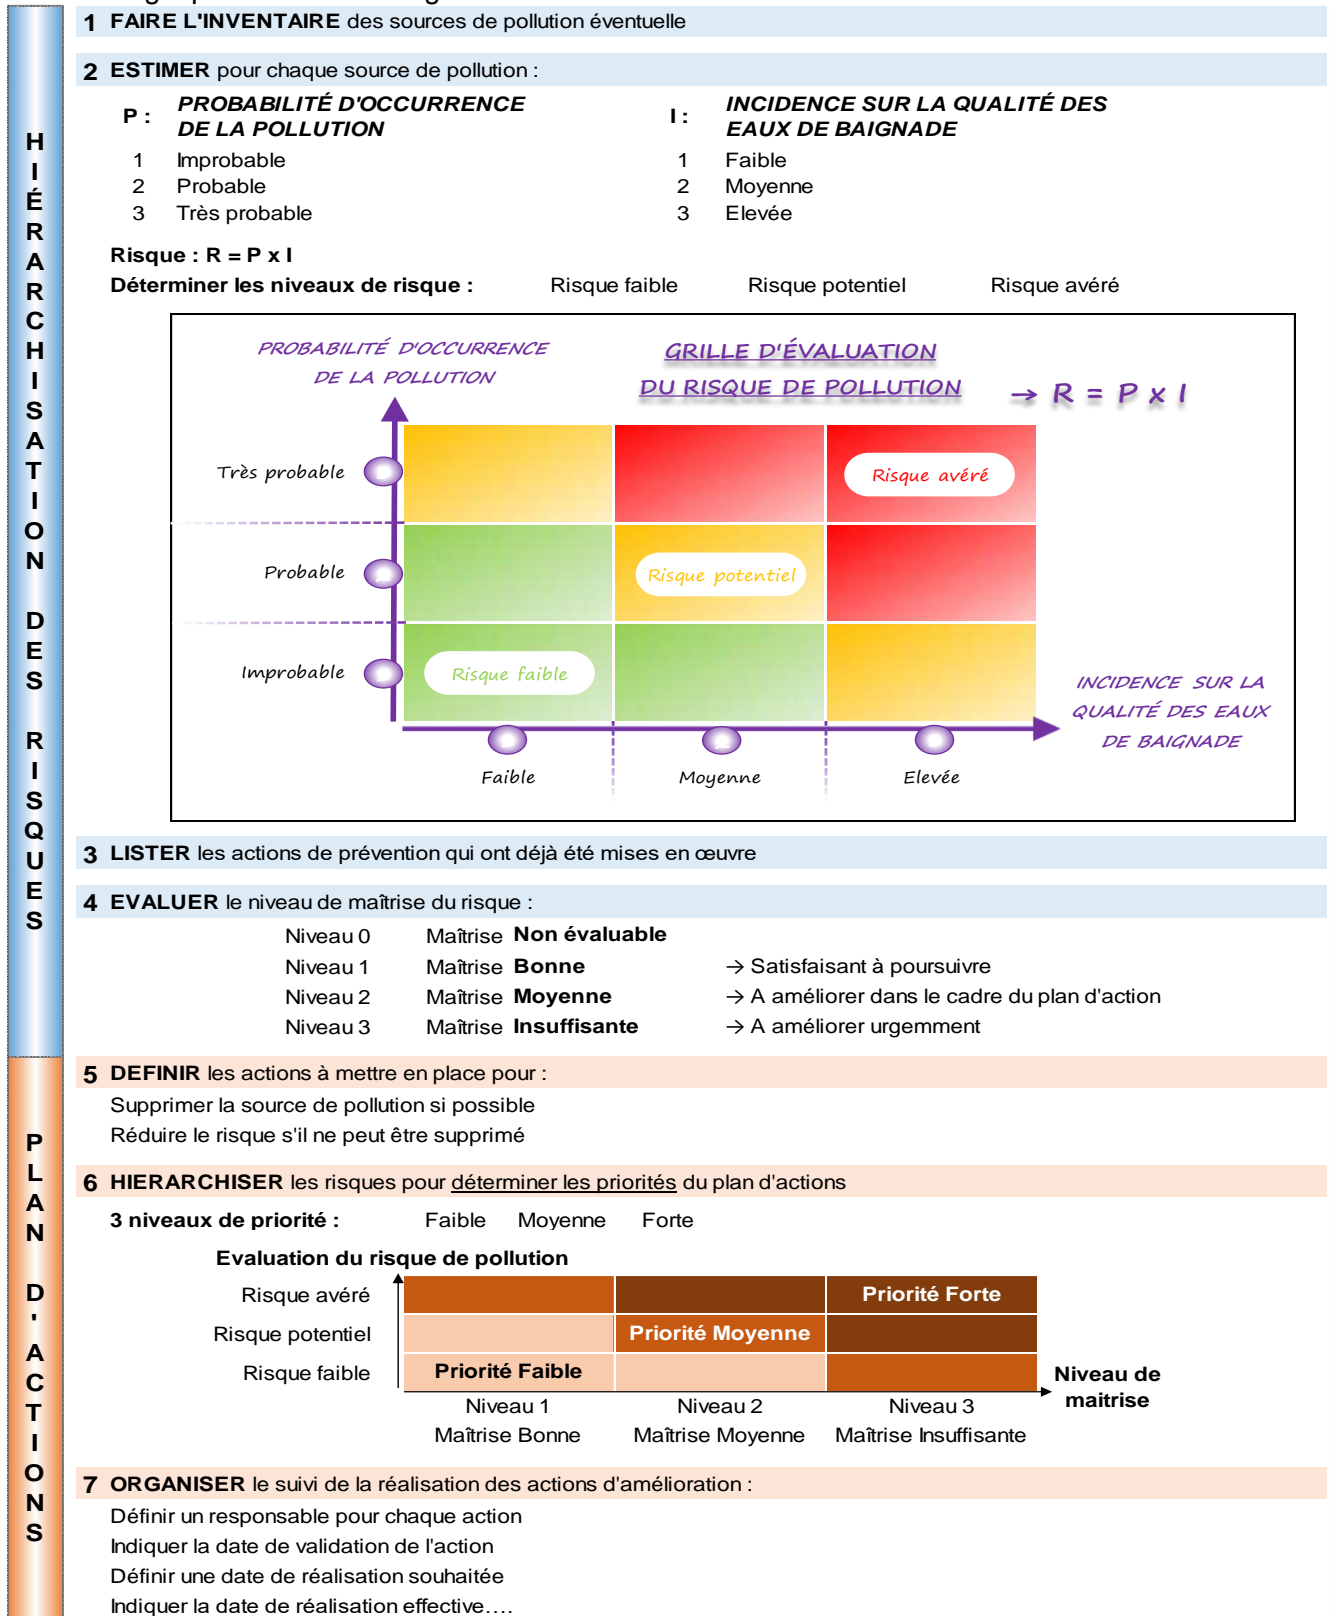 1 FAIRE L'INVENTAIRE des sources de pollution éventuelle
2 ESTIMER pour chaque source de pollution :
P : PROBABILITÉ D'OCCURRENCE DE LA POLLUTION
I : INCIDENCE SUR LA QUALITÉ DES EAUX DE BAIGNADE
1 Improbable 1 Faible
2 Probable 2 Moyenne
3 Très probable 3 Elevée
Risque : R = P x I
Déterminer les niveaux de risque : Risque faible Risque potentiel Risque avéré
PROBABILITÉ D'OCCURRENCE
DE LA POLLUTION
GRILLE D'ÉVALUATION
DU RISQUE DE POLLUTION → R = P x I
Très probable Risque avéré
Probable Risque potentiel
Improbable Risque faible
INCIDENCE SUR LA
QUALITÉ DES EAUX
DE BAIGNADE
Faible Moyenne Elevée
3 LISTER les actions de prévention qui ont déjà été mises en œuvre
4 EVALUER le niveau de maîtrise du risque :
Niveau 0 Maîtrise Non évaluable
Niveau 1 Maîtrise Bonne → Satisfaisant à poursuivre
Niveau 2 Maîtrise Moyenne → A améliorer dans le cadre du plan d'action
Niveau 3 Maîtrise Insuffisante → A améliorer urgemment
HIÉRARCHISATION DES RISQUES
5 DEFINIR les actions à mettre en place pour :
Supprimer la source de pollution si possible
Réduire le risque s'il ne peut être supprimé
6 HIERARCHISER les risques pour déterminer les priorités du plan d'actions
3 niveaux de priorité : Faible Moyenne Forte
Evaluation du risque de pollution
Risque avéré Priorité Forte
Risque potentiel Priorité Moyenne
Risque faible Priorité Faible
Niveau de
maitrise
Niveau 1 Niveau 2 Niveau 3
Maîtrise Bonne Maîtrise Moyenne Maîtrise Insuffisante
7 ORGANISER le suivi de la réalisation des actions d'amélioration :
Définir un responsable pour chaque action
Indiquer la date de validation de l'action
Définir une date de réalisation souhaitée
Indiquer la date de réalisation effective….
PLAN D'ACTIONS